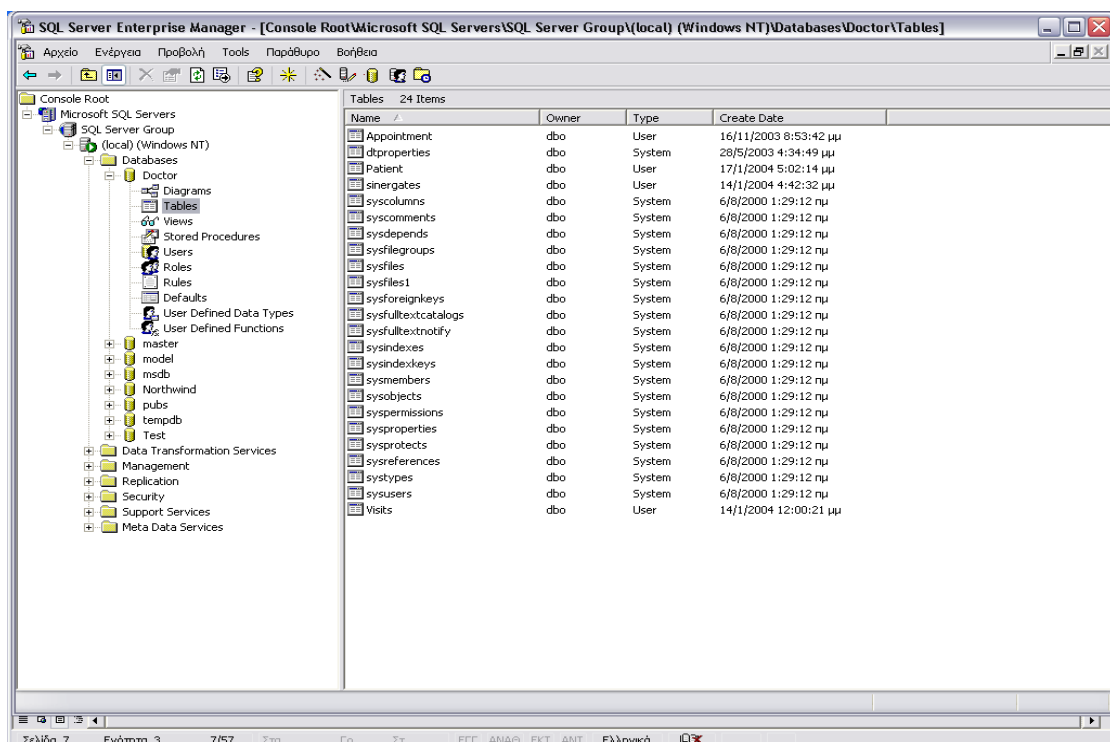 SQL Server Enterprise Manager - [Console Root\Microsoft SQL Servers\SQL Server Group\(local) (Windows NT)\Databases\Doctor\Tables]
Αρχείο Ενέργεια Προβολή Tools Παράθυρο Βοήθεια
Console Root
Microsoft SQL Servers
SQL Server Group
(local) (Windows NT)
Databases
Doctor
Diagrams
Tables
Views
Stored Procedures
Users
Roles
Rules
Defaults
User Defined Data Types
User Defined Functions
master
model
msdb
Northwind
pubs
tempdb
Test
Data Transformation Services
Management
Replication
Security
Support Services
Meta Data Services
Tables 24 Items
Name Owner Type Create Date
Appointment dbo User 16/11/2003 8:53:42 μμ
dtproperties dbo System 28/5/2003 4:34:49 μμ
Patient dbo User 17/1/2004 5:02:14 μμ
sinergates dbo User 14/1/2004 4:42:32 μμ
syscolumns dbo System 6/8/2000 1:29:12 πμ
syscomments dbo System 6/8/2000 1:29:12 πμ
sysdepends dbo System 6/8/2000 1:29:12 πμ
sysfilegroups dbo System 6/8/2000 1:29:12 πμ
sysfiles dbo System 6/8/2000 1:29:12 πμ
sysfiles1 dbo System 6/8/2000 1:29:12 πμ
sysforeignkeys dbo System 6/8/2000 1:29:12 πμ
sysfulltextcatalogs dbo System 6/8/2000 1:29:12 πμ
sysfulltextnotify dbo System 6/8/2000 1:29:12 πμ
sysindexes dbo System 6/8/2000 1:29:12 πμ
sysindexkeys dbo System 6/8/2000 1:29:12 πμ
sysmembers dbo System 6/8/2000 1:29:12 πμ
sysobjects dbo System 6/8/2000 1:29:12 πμ
syspermissions dbo System 6/8/2000 1:29:12 πμ
sysproperties dbo System 6/8/2000 1:29:12 πμ
sysprotects dbo System 6/8/2000 1:29:12 πμ
sysreferences dbo System 6/8/2000 1:29:12 πμ
systypes dbo System 6/8/2000 1:29:12 πμ
sysusers dbo System 6/8/2000 1:29:12 πμ
Visits dbo User 14/1/2004 12:00:21 μμ
Σελίδα 7 Ενότητα 3 7/57 Στη Γρ Στ ΕΓΓ ΑΝΑΘ ΕΚΤ ΑΝΤ Ελληνικά